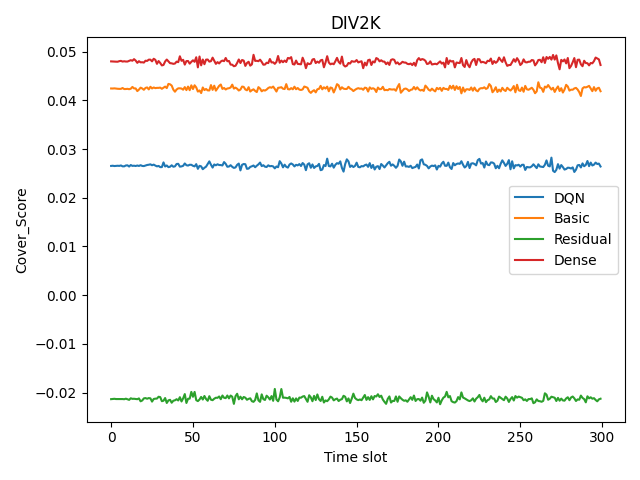 DIV2K
0.05
0.04
0.03
0.02
0.01
0.00
−0.01
−0.02
Cover_Score
DQN
Basic
Residual
Dense
0 50 100 150 200 250 300
Time slot